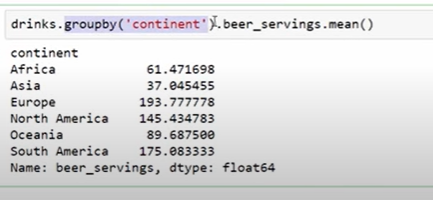 drinks.groupby('continent').beer_servings.mean()
continent
Africa 61.471698
Asia 37.045455
Europe 193.777778
North America 145.434783
Oceania 89.687500
South America 175.083333
Name: beer_servings, dtype: float64